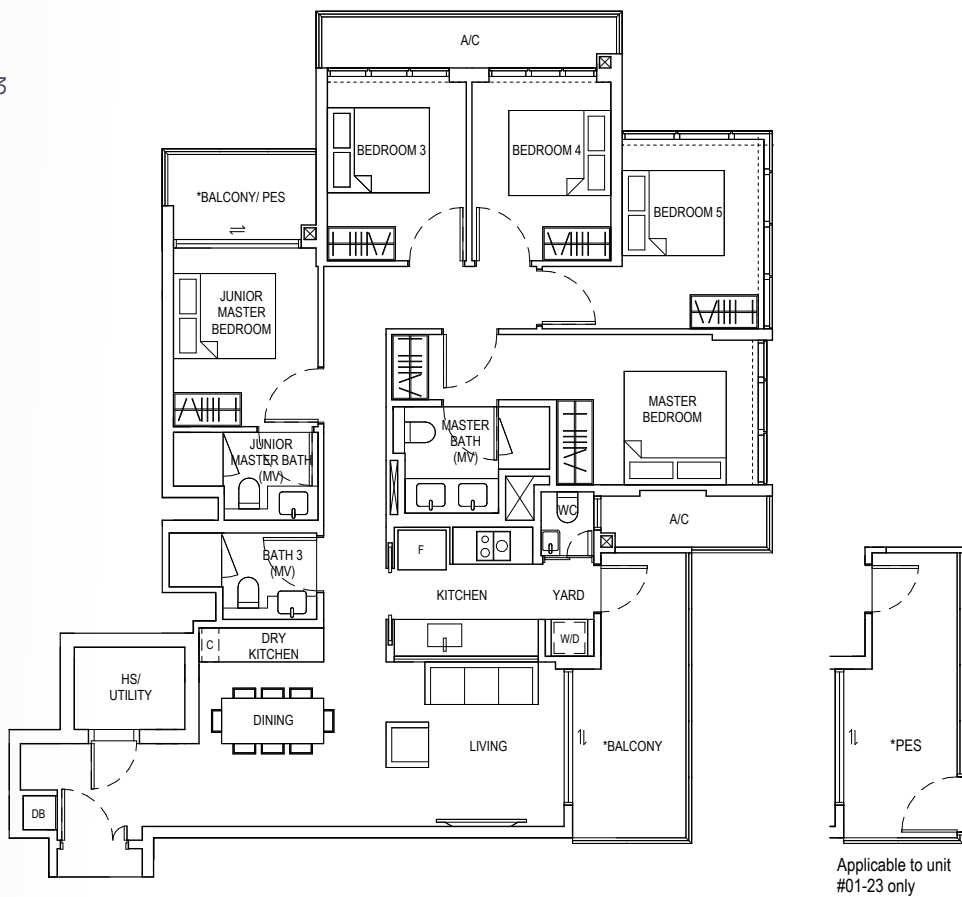 A/C
3
BEDROOM 3
BEDROOM 4
*BALCONY/ PES
BEDROOM 5
JUNIOR
MASTER
BEDROOM
MASTER
BEDROOM
MASTER
BATH
(MV)
JUNIOR
MASTER BATH
(MV)
WC
A/C
F
BATH 3
(MV)
KITCHEN
YARD
C
DRY
KITCHEN
W/D
HS/
UTILITY
DINING
LIVING
*BALCONY
*PES
DB
Applicable to unit
#01-23 only